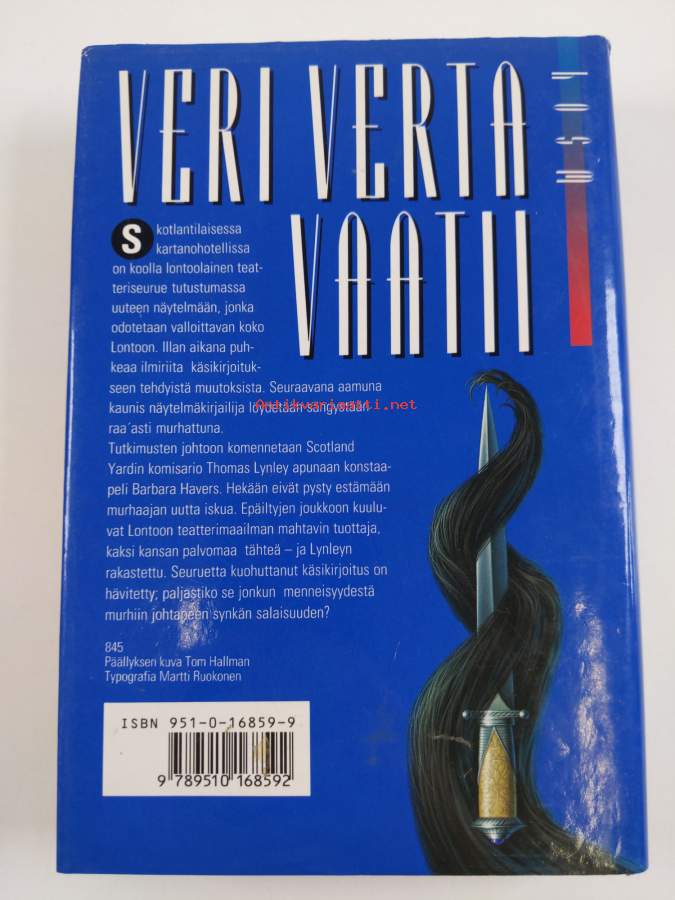 VERI VERTA
VAATII
wsoy
Skotlantilaisessa
kartanohotellissa
on koolla lontoolainen teat-
teriseurue tutustumassa
uuteen näytelmään, jonka
odotetaan valloittavan koko
Lontoon. Illan aikana puh-
keaa ilmiriita käsikirjoituk-
seen tehdyistä muutoksista. Seuraavana aamuna
kaunis näytelmäkirjailija löydetään sängystään
Antikvariaatti.net
raa´asti murhattuna.
Tutkimusten johtoon komennetaan Scotland
Yardin komisario Thomas Lynley apunaan konstaa-
peli Barbara Havers. Hekään eivät pysty estämään
murhaajan uutta iskua. Epäiltyjen joukkoon kuulu-
vat Lontoon teatterimaailman mahtavin tuottaja,
kaksi kansan palvomaa tähteä – ja Lynleyn
rakastettu. Seuruetta kuohuttanut käsikirjoitus on
hävitetty; paljastiko se jonkun menneisyydestä
murhiin johtaneen synkän salaisuuden?
845
Päällyksen kuva Tom Hallman
Typografia Martti Ruokonen
ISBN 951-0-16859-9
9 789510 168592